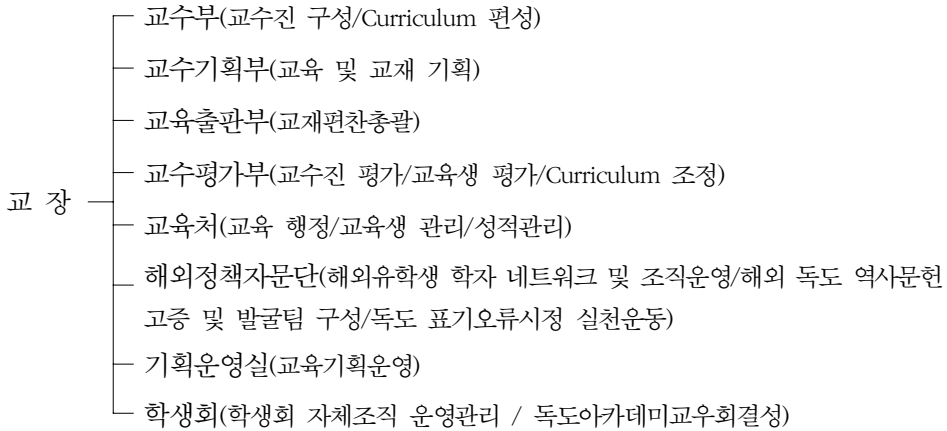 교수부(교수진 구성/Curriculum 편성)
교수기획부(교육 및 교재 기획)
교육출판부(교재편찬총괄)
교수평가부(교수진 평가/교육생 평가/Curriculum 조정)
교 장
교육처(교육 행정/교육생 관리/성적관리)
해외정책자문단(해외유학생 학자 네트워크 및 조직운영/해외 독도 역사문헌
고증 및 발굴팀 구성/독도 표기오류시정 실천운동)
기획운영실(교육기획운영)
학생회(학생회 자체조직 운영관리 / 독도아카데미교우회결성)